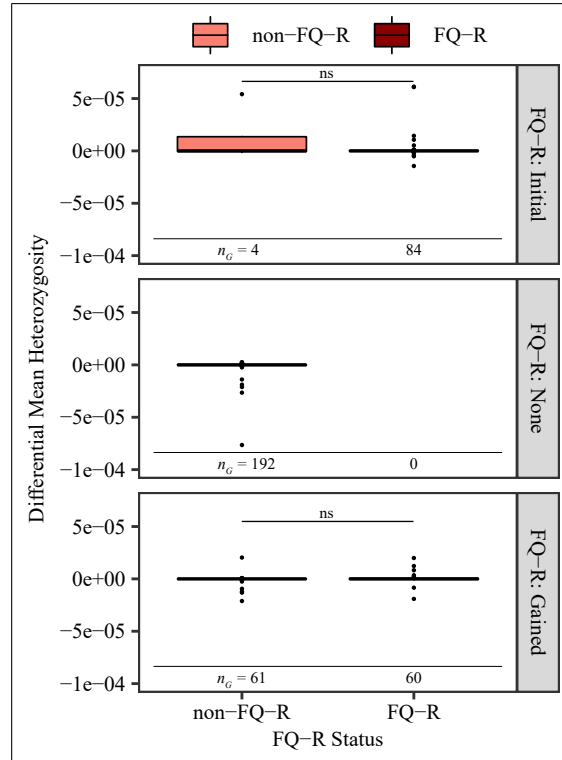 non−FQ−R FQ−R
Differential Mean Heterozygosity
ns
5e−05
0e+00
−5e−05
−1e−04
n_G = 4 84
FQ−R: Initial
0e+00
−5e−05
5e−05
−1e−04
n_G = 192 0
FQ−R: None
ns
5e−05
0e+00
−5e−05
−1e−04
n_G = 61 60
FQ−R: Gained
non−FQ−R FQ−R
FQ−R Status